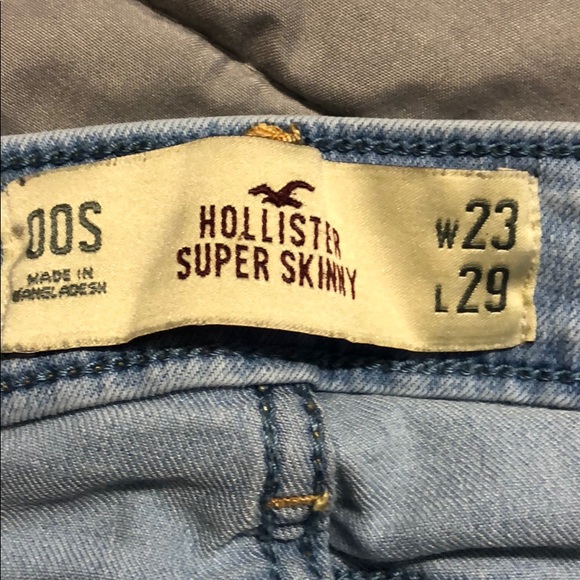 00S
MADE IN
BANGLADESH
HOLLISTER
SUPER SKINNY
W23
L29